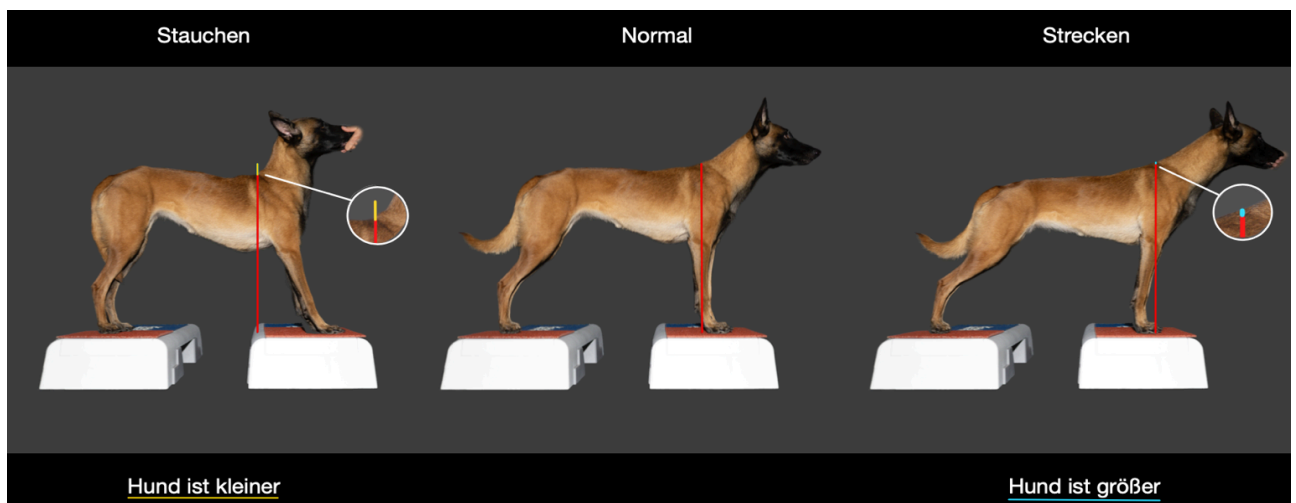 Stauchen
Normal
Strecken
Hund ist kleiner
Hund ist größer